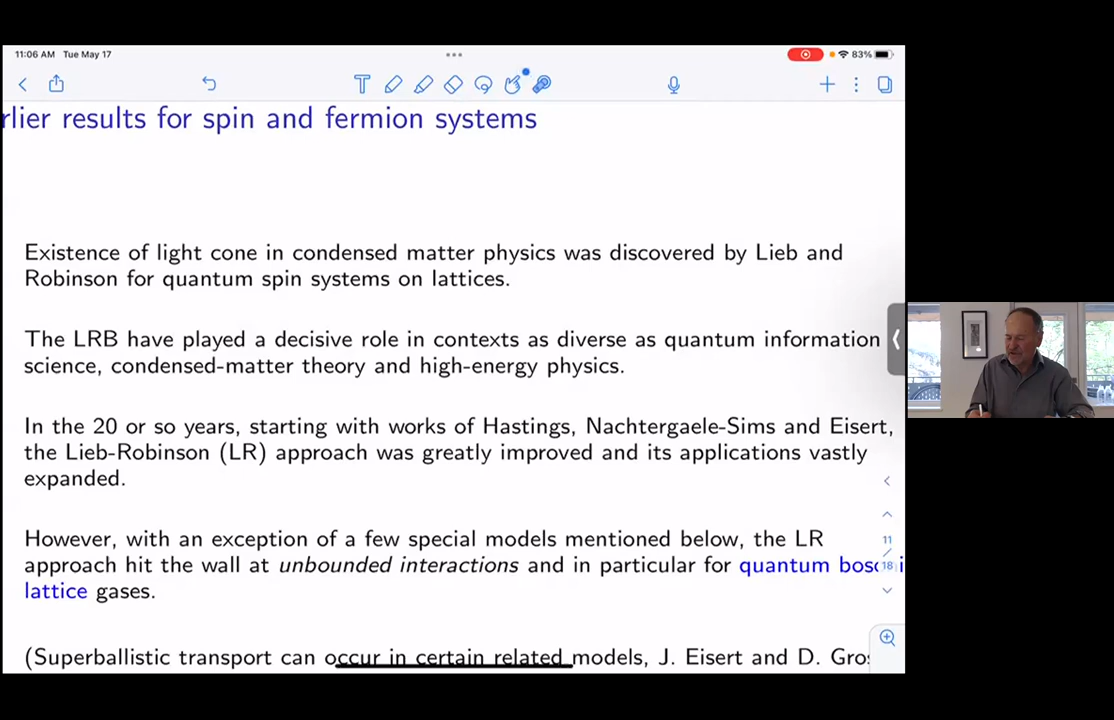 11:06 AM Tue May 17
83%
T
rlier results for spin and fermion systems
Existence of light cone in condensed matter physics was discovered by Lieb and
Robinson for quantum spin systems on lattices.
The LRB have played a decisive role in contexts as diverse as quantum information
science, condensed-matter theory and high-energy physics.
In the 20 or so years, starting with works of Hastings, Nachtergaele-Sims and Eisert,
the Lieb-Robinson (LR) approach was greatly improved and its applications vastly
expanded.
However, with an exception of a few special models mentioned below, the LR
approach hit the wall at unbounded interactions and in particular for quantum
lattice gases.
(Superballistic transport can occur in certain related models, J. Eisert and D.
11
/
18